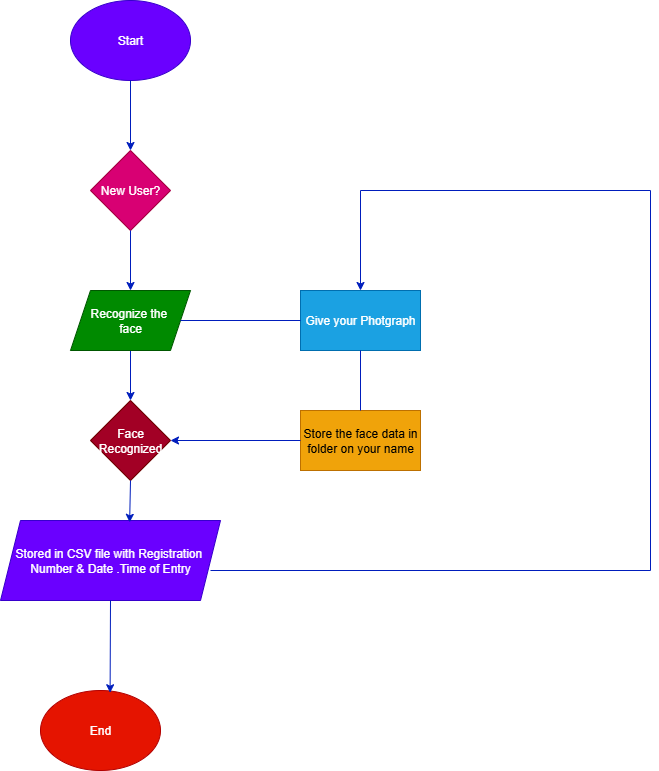 Start
New User?
Recognize the
face
Give your Photgraph
Face
Recognized
Store the face data in
folder on your name
Stored in CSV file with Registration
Number & Date .Time of Entry
End